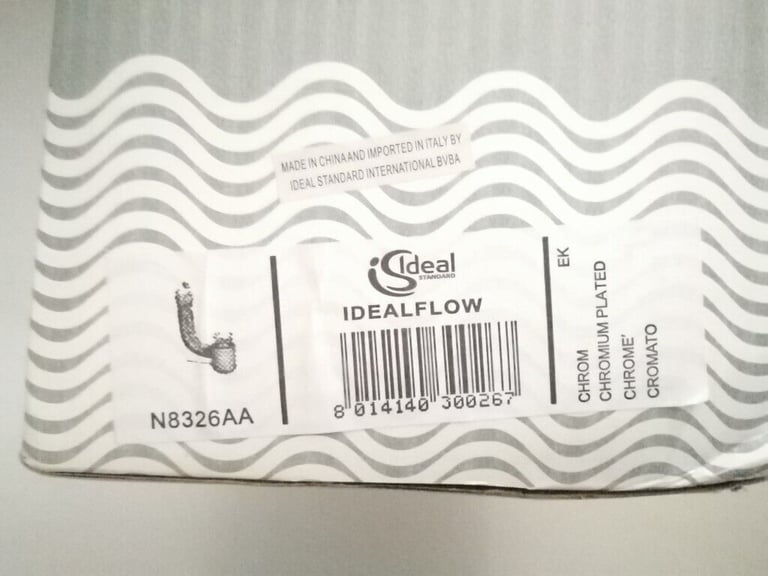 MADE IN CHINA AND IMPORTED IN ITALY BY
IDEAL STANDARD INTERNATIONAL BVBA
Ideal
STANDARD
IDEALFLOW
8 014140 300267
N8326AA
EK
CHROM
CHROMIUM PLATED
CHROME'
CROMATO